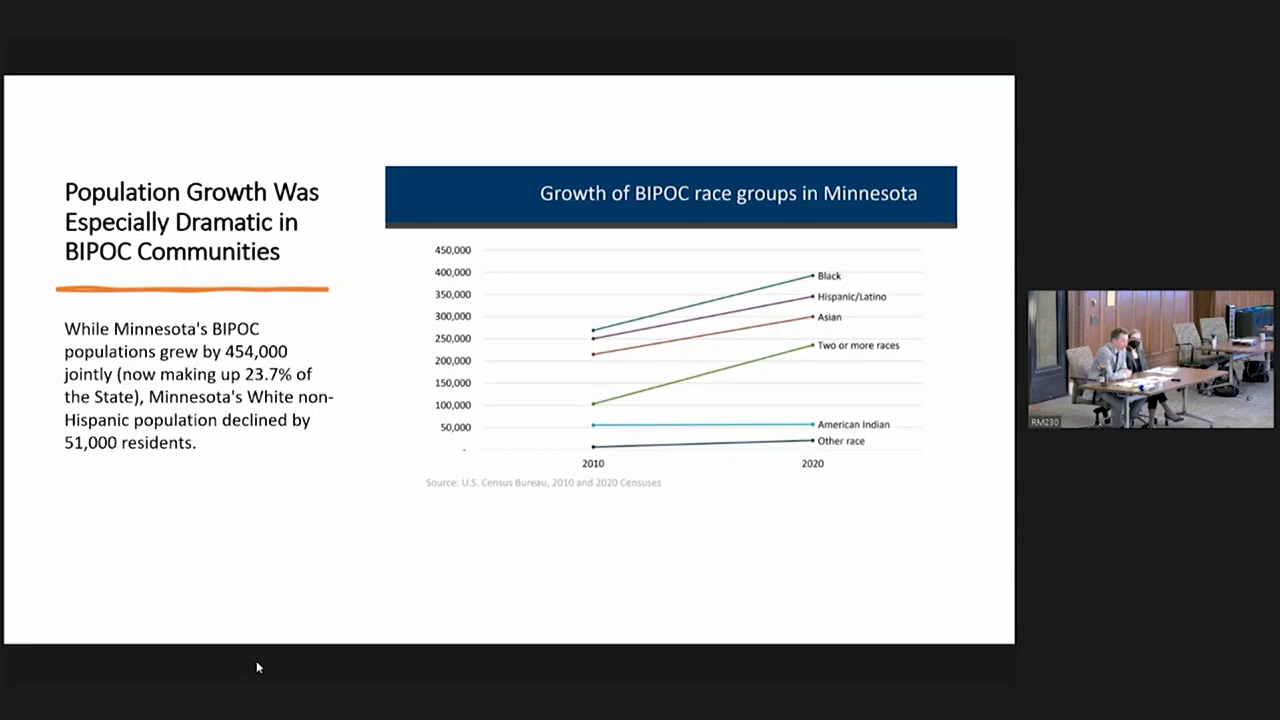 Population Growth Was
Especially Dramatic in
BIPOC Communities
While Minnesota's BIPOC
populations grew by 454,000
jointly (now making up 23.7% of
the State), Minnesota's White non-
Hispanic population declined by
51,000 residents.
Growth of BIPOC race groups in Minnesota
450,000
400,000
350,000
300,000
250,000
200,000
150,000
100,000
50,000
-
Black
Hispanic/Latino
Asian
Two or more races
American Indian
Other race
2010
2020
Source: U.S. Census Bureau, 2010 and 2020 Censuses
RM230